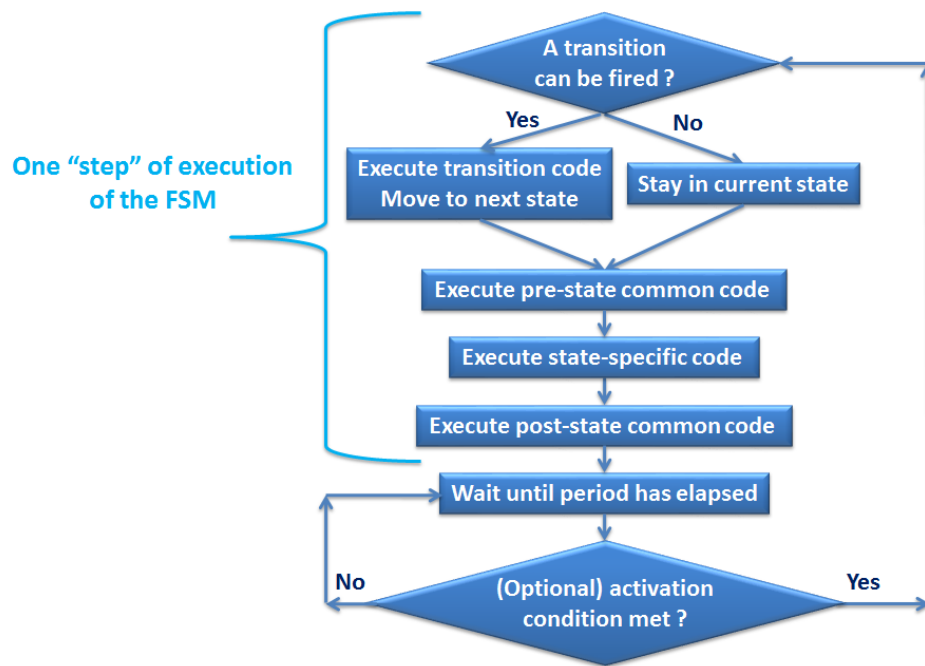 A transition
can be fired ?
Yes
No
One “step” of execution
of the FSM
Execute transition code
Move to next state
Stay in current state
Execute pre-state common code
Execute state-specific code
Execute post-state common code
Wait until period has elapsed
No
(Optional) activation
condition met ?
Yes